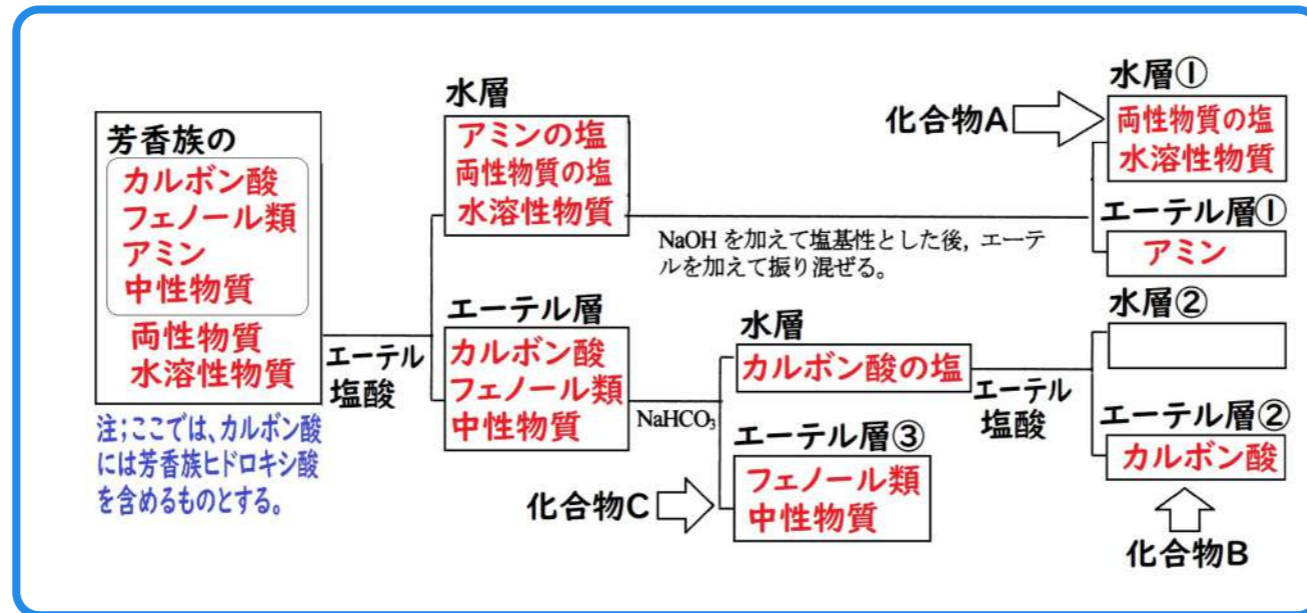 芳香族の
カルボン酸
フェノール類
アミン
中性物質
両性物質
水溶性物質
注;ここでは、カルボン酸
には芳香族ヒドロキシ酸
を含めるものとする。
エーテル
塩酸
水層
アミンの塩
両性物質の塩
水溶性物質
NaOH を加えて塩基性とした後, エーテ
ルを加えて振り混ぜる。
化合物A
水層①
両性物質の塩
水溶性物質
エーテル層①
アミン
エーテル層
カルボン酸
フェノール類
中性物質
NaHCO₃
水層
カルボン酸の塩
エーテル
塩酸
水層②
エーテル層②
カルボン酸
化合物B
エーテル層③
フェノール類
中性物質
化合物C